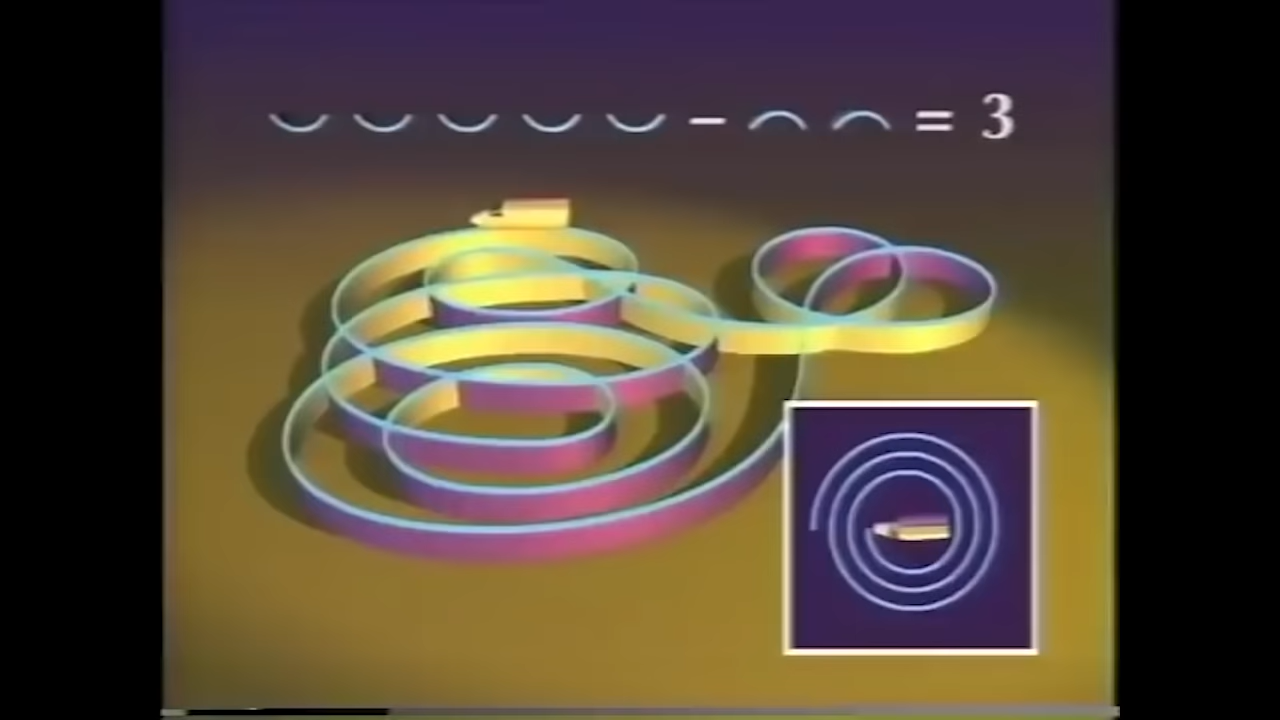 ◡ ◡ ◡ ◡ ◡ – ◠ ◠ = 3